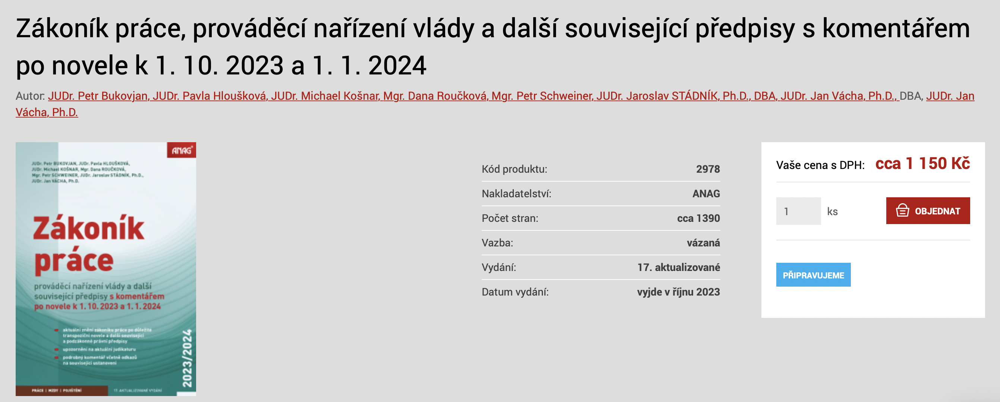 Zákoník práce, prováděcí nařízení vlády a další související předpisy s komentářem
po novele k 1. 10. 2023 a 1. 1. 2024
Autor: JUDr. Petr Bukovjan, JUDr. Pavla Hloušková, JUDr. Michael Košnar, Mgr. Dana Roučková, Mgr. Petr Schweiner, JUDr. Jaroslav STÁDNÍK, Ph.D., DBA, JUDr. Jan Vácha, Ph.D., DBA, JUDr. Jan
Vácha, Ph.D.
ANAG®
JUDr. Petr BUKOVJAN, JUDr. Pavla HLOUŠKOVÁ,
JUDr. Michael KOŠNAR, Mgr. Dana ROUČKOVÁ,
Mgr. Petr SCHWEINER, JUDr. Jaroslav STÁDNÍK, Ph.D.,
JUDr. Jan VÁCHA, Ph.D.
Zákoník
práce
prováděcí nařízení vlády a další
související předpisy s komentářem
po novele k 1. 10. 2023 a 1. 1. 2024
aktuální znění zákoníku práce po důležité
transpoziční novele a další související
a podzákonné právní předpisy
upozornění na aktuální judikaturu
podrobný komentář včetně odkazů
na související ustanovení
2023/2024
PRÁCE | MZDY | POJIŠTĚNÍ
17. AKTUALIZOVANÉ VYDÁNÍ
Kód produktu: 2978
Nakladatelství: ANAG
Počet stran: cca 1390
Vazba: vázaná
Vydání: 17. aktualizované
Datum vydání: vyjde v říjnu 2023
Vaše cena s DPH: cca 1 150 Kč
1 ks OBJEDNAT
PŘIPRAVUJEME